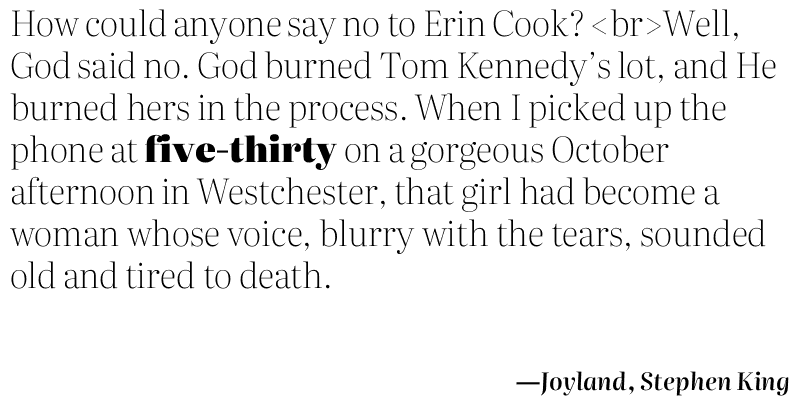 How could anyone say no to Erin Cook? <br>Well,
God said no. God burned Tom Kennedy’s lot, and He
burned hers in the process. When I picked up the
phone at five-thirty on a gorgeous October
afternoon in Westchester, that girl had become a
woman whose voice, blurry with the tears, sounded
old and tired to death.
—Joyland, Stephen King